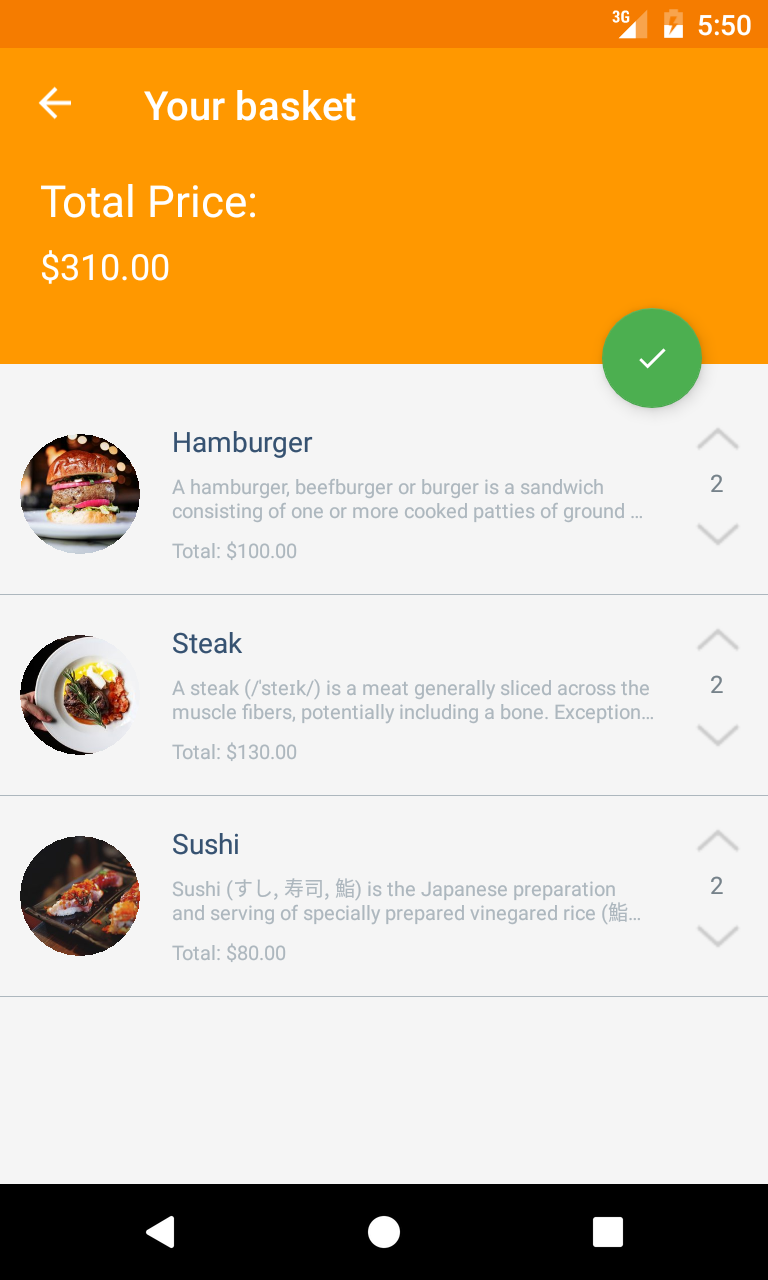 3G
5:50
Your basket
Total Price:
$310.00
Hamburger
A hamburger, beefburger or burger is a sandwich
consisting of one or more cooked patties of ground …
Total: $100.00
2
Steak
A steak (/ˈsteɪk/) is a meat generally sliced across the
muscle fibers, potentially including a bone. Exception…
Total: $130.00
2
Sushi
Sushi (すし, 寿司, 鮨) is the Japanese preparation
and serving of specially prepared vinegared rice (鮨…
Total: $80.00
2